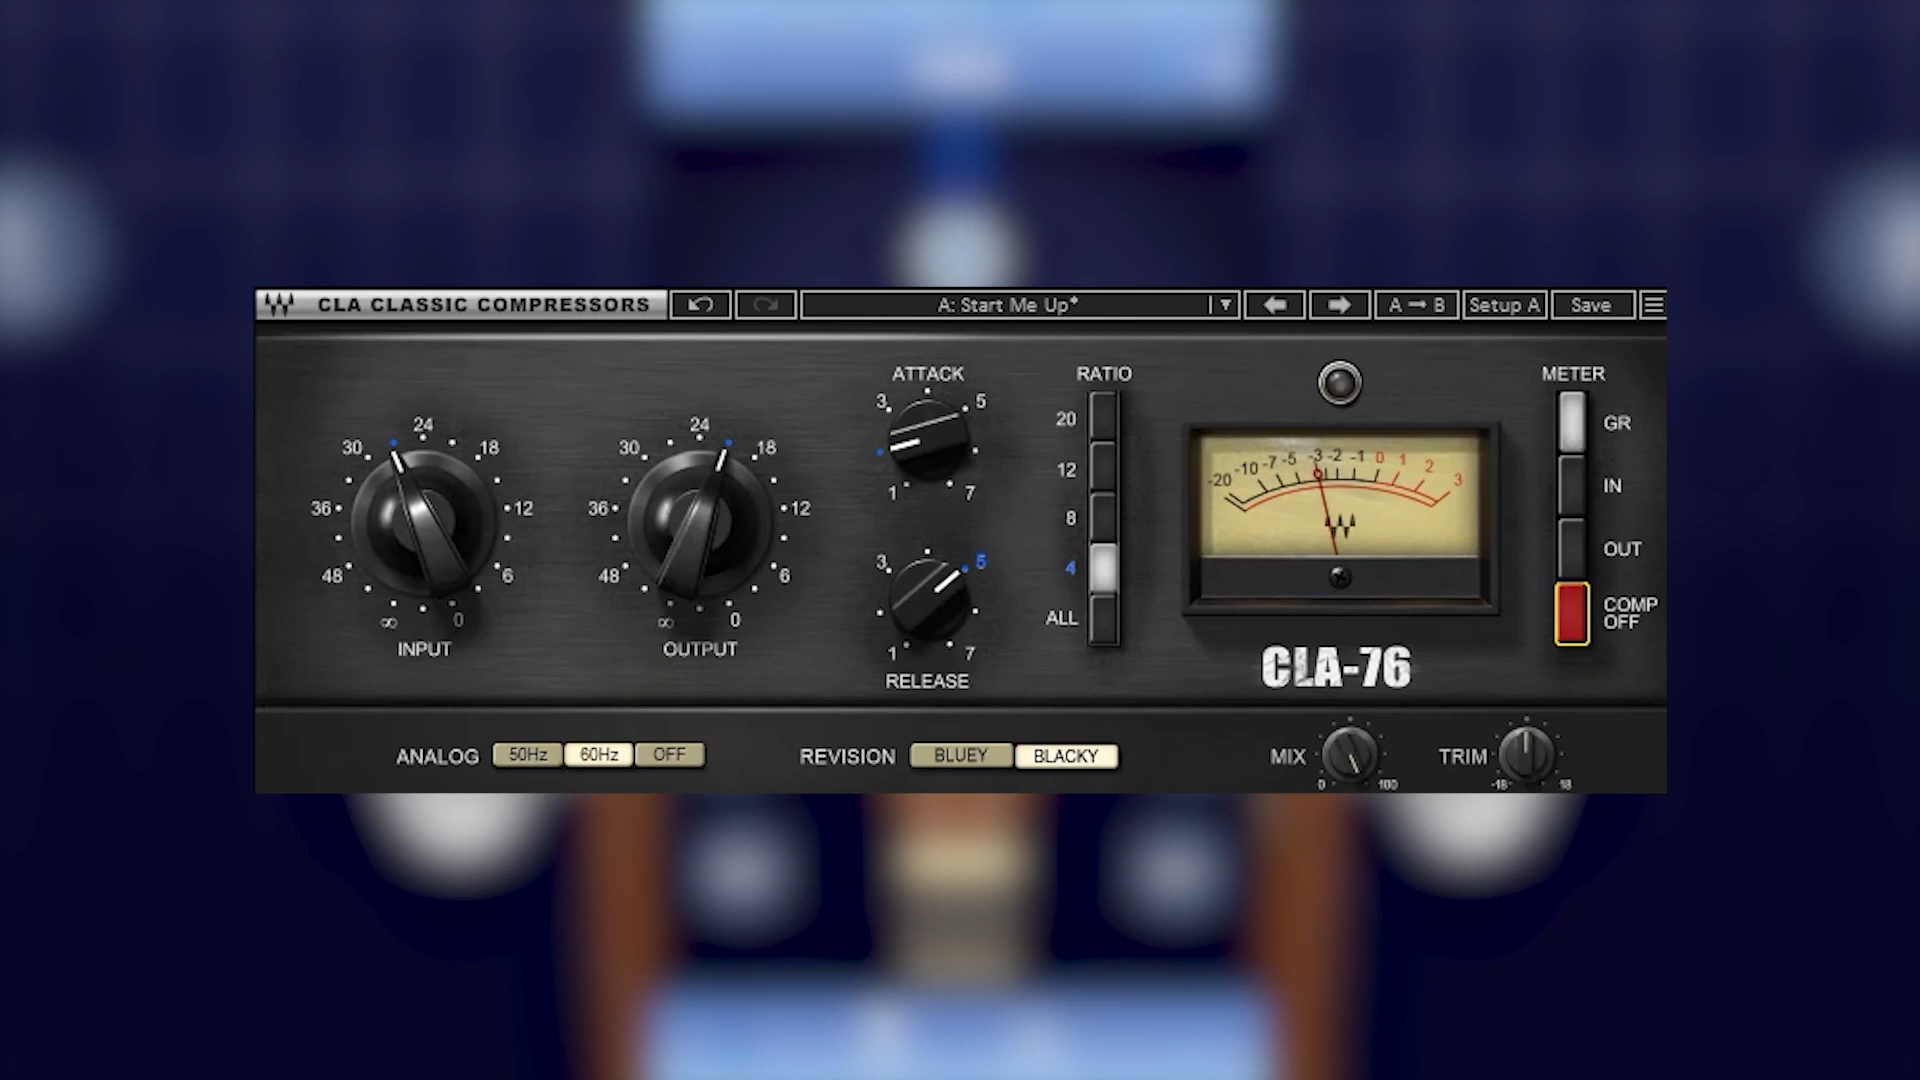 CLA CLASSIC COMPRESSORS
A: Start Me Up*
A → B
Setup A
Save
ATTACK
3 5
1 7
RATIO
20
12
8
4
ALL
METER
GR
IN
OUT
COMP OFF
24
30 18
36 12
48 6
∞ 0
INPUT
24
30 18
36 12
48 6
∞ 0
OUTPUT
3 5
1 7
RELEASE
-20 -10 -7 -5 -3 -2 -1 0 1 2 3
CLA-76
ANALOG 50Hz 60Hz OFF
REVISION BLUEY BLACKY
MIX
0 100
TRIM
-18 18